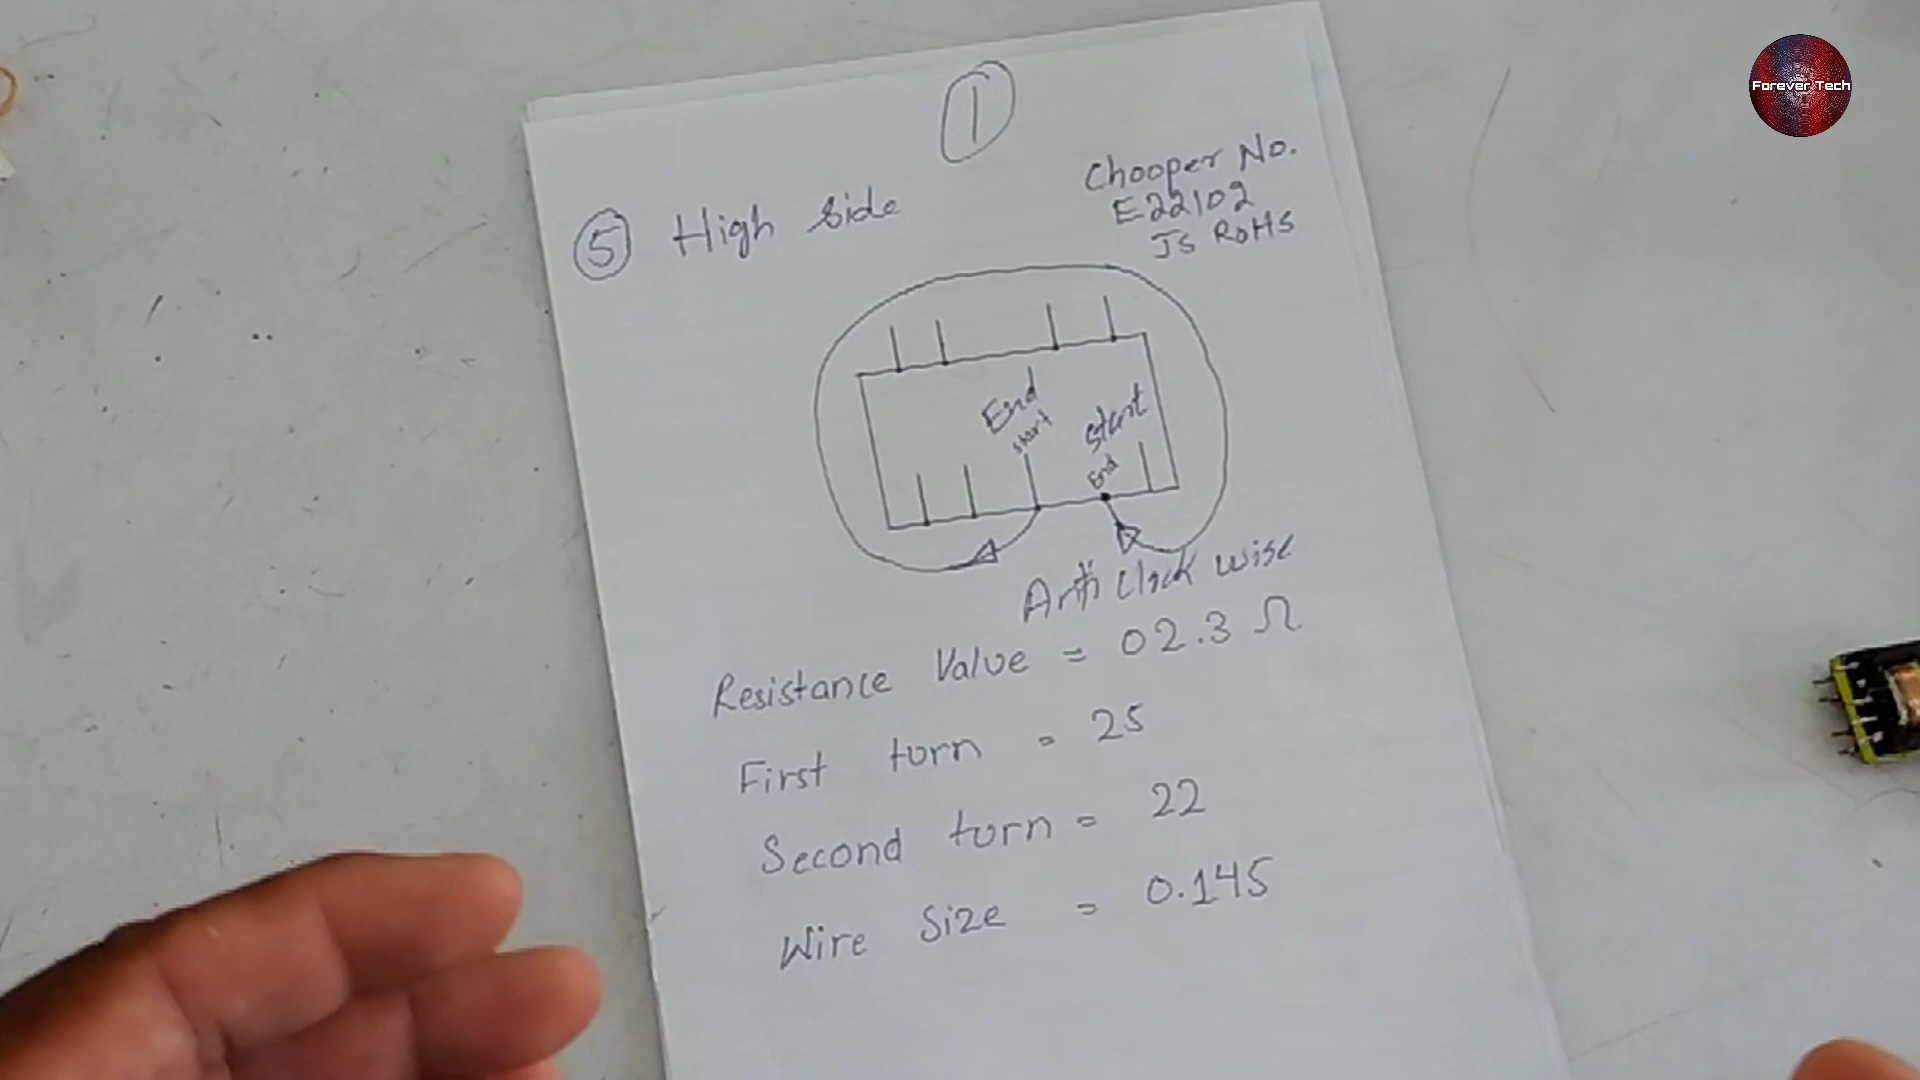 Forever Tech
1
Chooper No.
E22102
JS RoHS
5 High Side
End
start
Start
End
Anti Clock wise
Resistance Value = 02.3 Ω
First turn = 25
Second turn = 22
Wire Size = 0.145